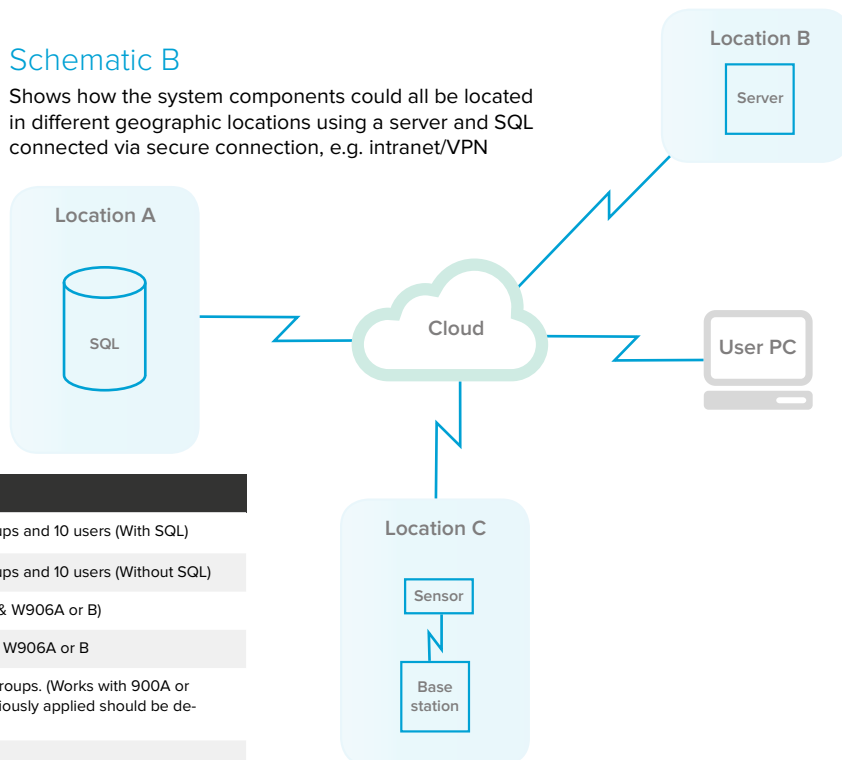 Schematic B
Shows how the system components could all be located
in different geographic locations using a server and SQL
connected via secure connection, e.g. intranet/VPN
Location B
Server
Location A
SQL
Cloud
User PC
Location C
Sensor
Base
station
ups and 10 users (With SQL)
ups and 10 users (Without SQL)
& W906A or B)
W906A or B
roups. (Works with 900A or
iously applied should be de-